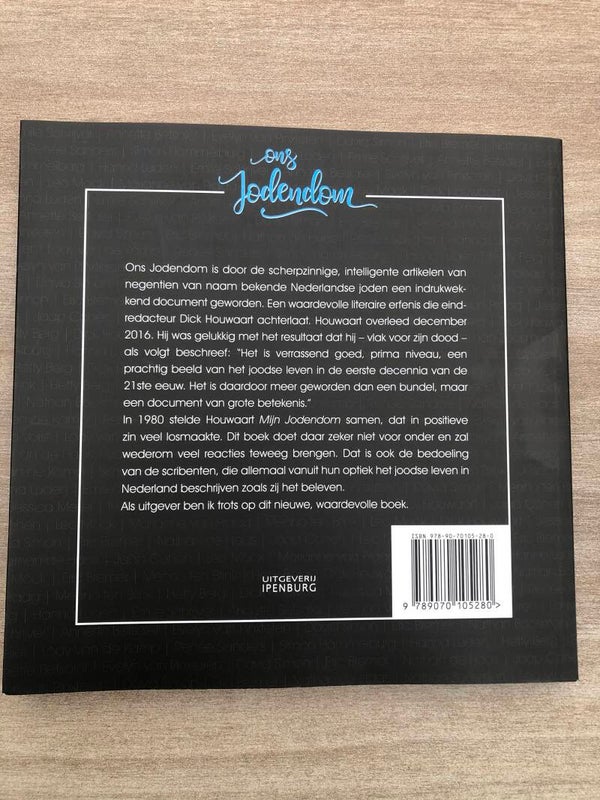 ons
Jodendom
Ons Jodendom is door de scherpzinnige, intelligente artikelen van
negentien van naam bekende Nederlandse joden een indrukwek-
kend document geworden. Een waardevolle literaire erfenis die eind-
redacteur Dick Houwaart achterlaat. Houwaart overleed december
2016. Hij was gelukkig met het resultaat dat hij – vlak voor zijn dood –
als volgt beschreef: “Het is verrassend goed, prima niveau, een
prachtig beeld van het joodse leven in de eerste decennia van de
21ste eeuw. Het is daardoor meer geworden dan een bundel, maar
een document van grote betekenis.”
In 1980 stelde Houwaart Mijn Jodendom samen, dat in positieve
zin veel losmaakte. Dit boek doet daar zeker niet voor onder en zal
wederom veel reacties teweeg brengen. Dat is ook de bedoeling
van de scribenten, die allemaal vanuit hun optiek het joodse leven in
Nederland beschrijven zoals zij het beleven.
Als uitgever ben ik trots op dit nieuwe, waardevolle boek.
ISBN 978-90-70105-28-0
9 789070 105280 >
UITGEVERIJ
IPENBURG